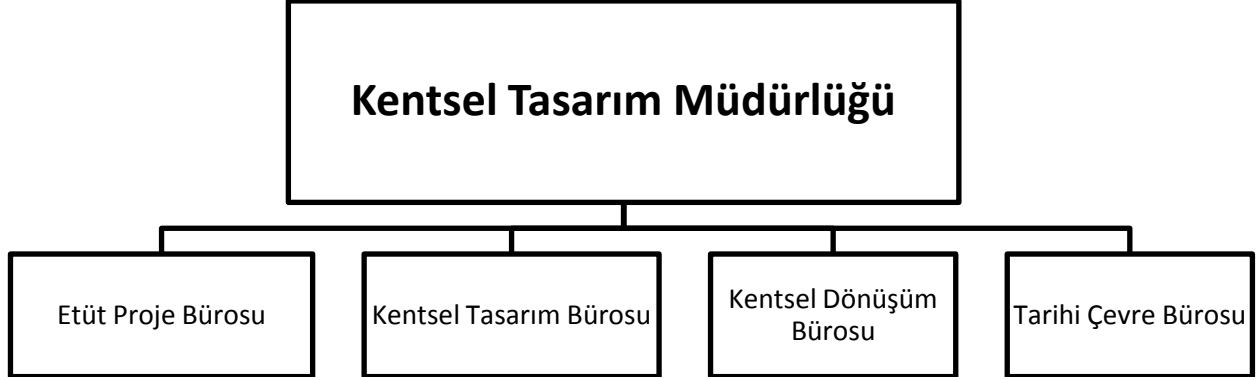 Kentsel Tasarım Müdürlüğü
Etüt Proje Bürosu
Kentsel Tasarım Bürosu
Kentsel Dönüşüm
Bürosu
Tarihi Çevre Bürosu